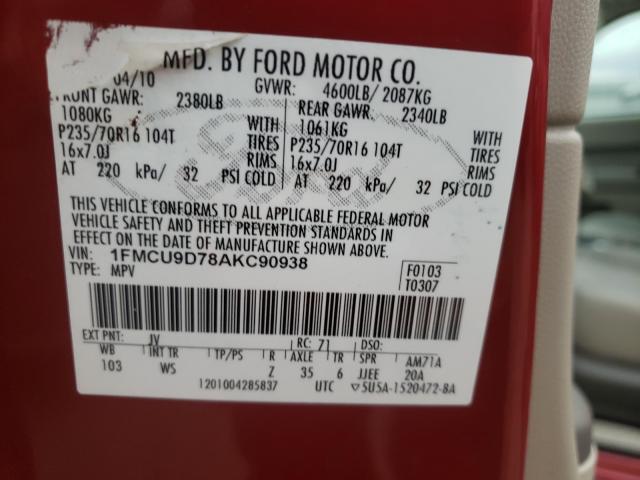 MFD. BY FORD MOTOR CO.
04/10 GVWR: 4600LB/ 2087KG
FRONT GAWR: 2380LB REAR GAWR: 2340LB
1080KG WITH 1061KG WITH
P235/70R16 104T TIRES P235/70R16 104T TIRES
16x7.0J RIMS 16x7.0J RIMS
AT 220 kPa/ 32 PSI COLD AT 220 kPa/ 32 PSI COLD
Ford
THIS VEHICLE CONFORMS TO ALL APPLICABLE FEDERAL MOTOR
VEHICLE SAFETY AND THEFT PREVENTION STANDARDS IN
EFFECT ON THE DATE OF MANUFACTURE SHOWN ABOVE.
VIN: 1FMCU9D78AKC90938 F0103
TYPE: MPV T0307
EXT PNT: JV RC: 71 DSO:
WB INT TR TP/PS R AXLE TR SPR AM71A
103 WS Z 35 6 JJEE 20A
1201004285837 UTC ▽5U5A-1520472-8A